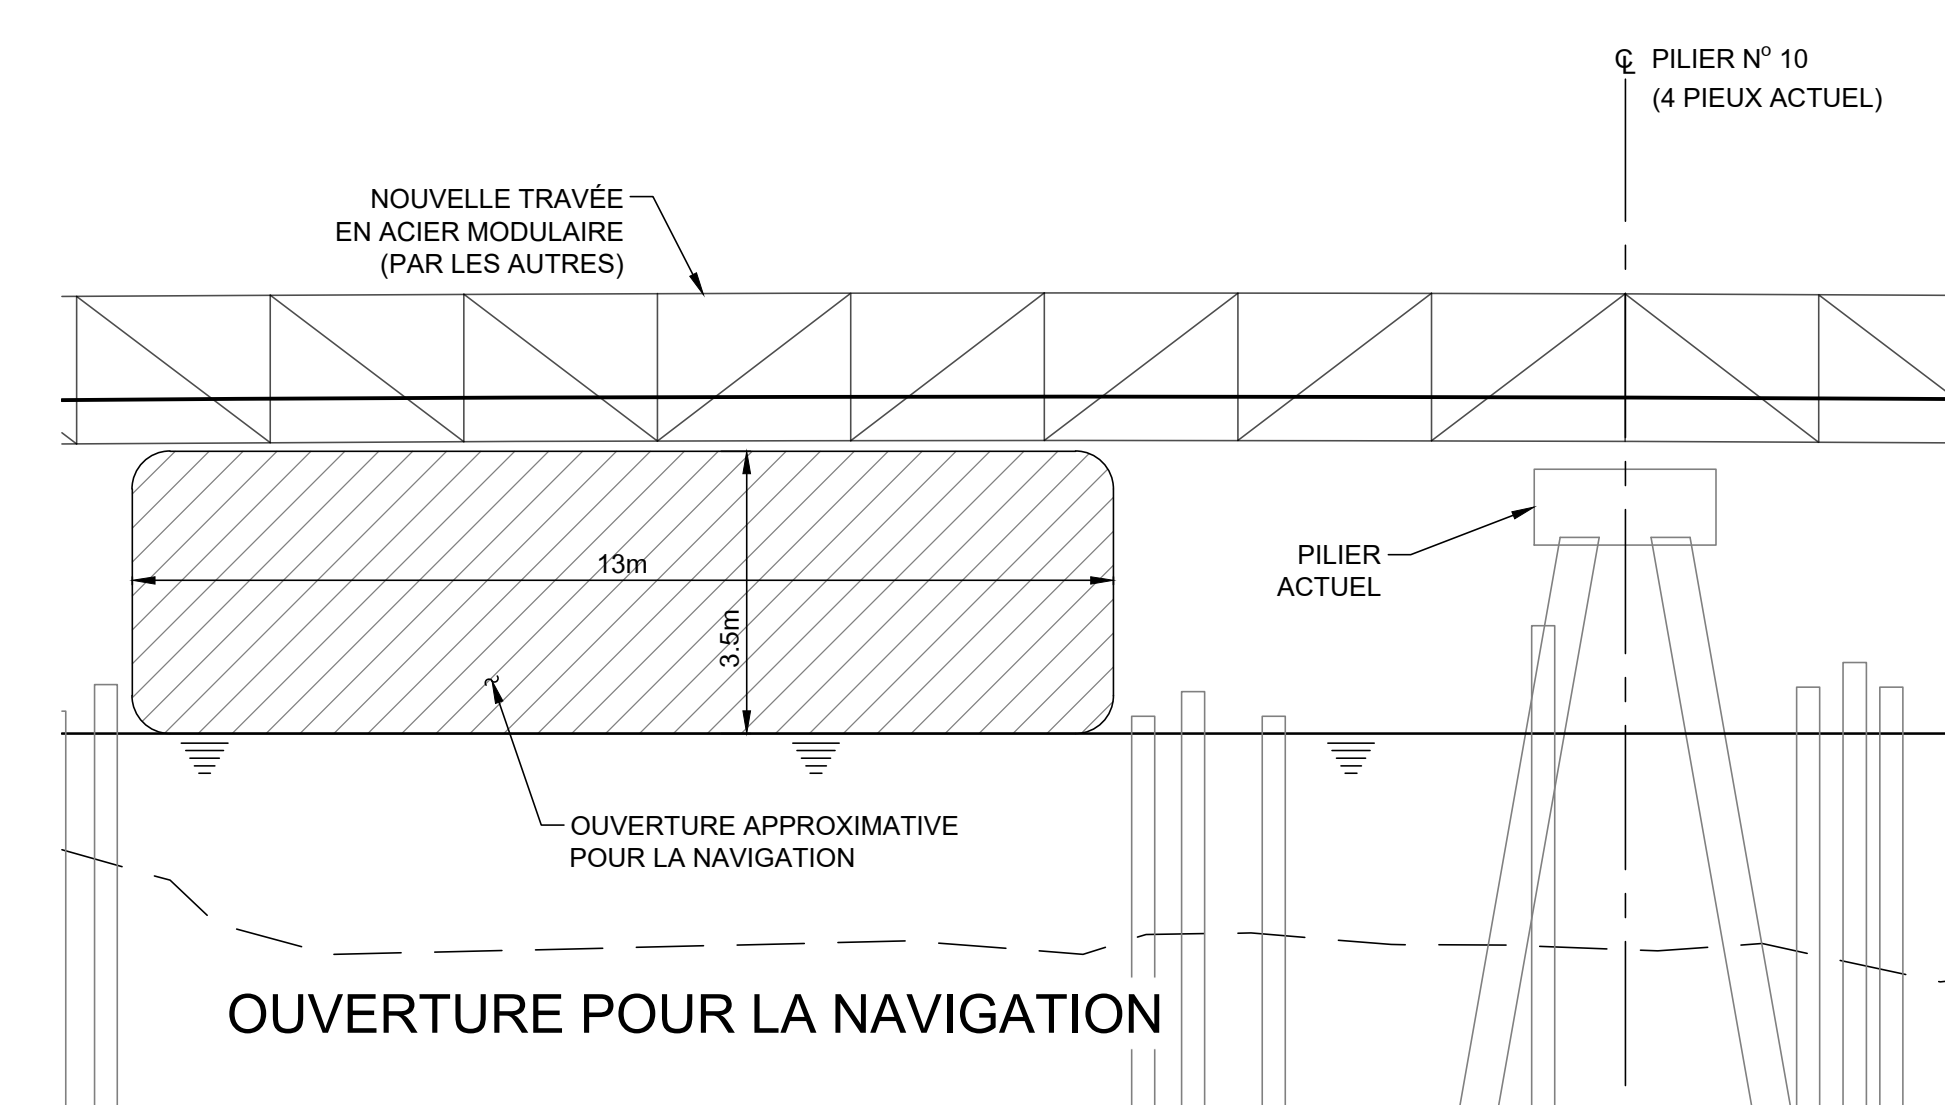 ℄ PILIER Nº 10
(4 PIEUX ACTUEL)
NOUVELLE TRAVÉE
EN ACIER MODULAIRE
(PAR LES AUTRES)
13m
3.5m
PILIER
ACTUEL
OUVERTURE APPROXIMATIVE
POUR LA NAVIGATION
OUVERTURE POUR LA NAVIGATION